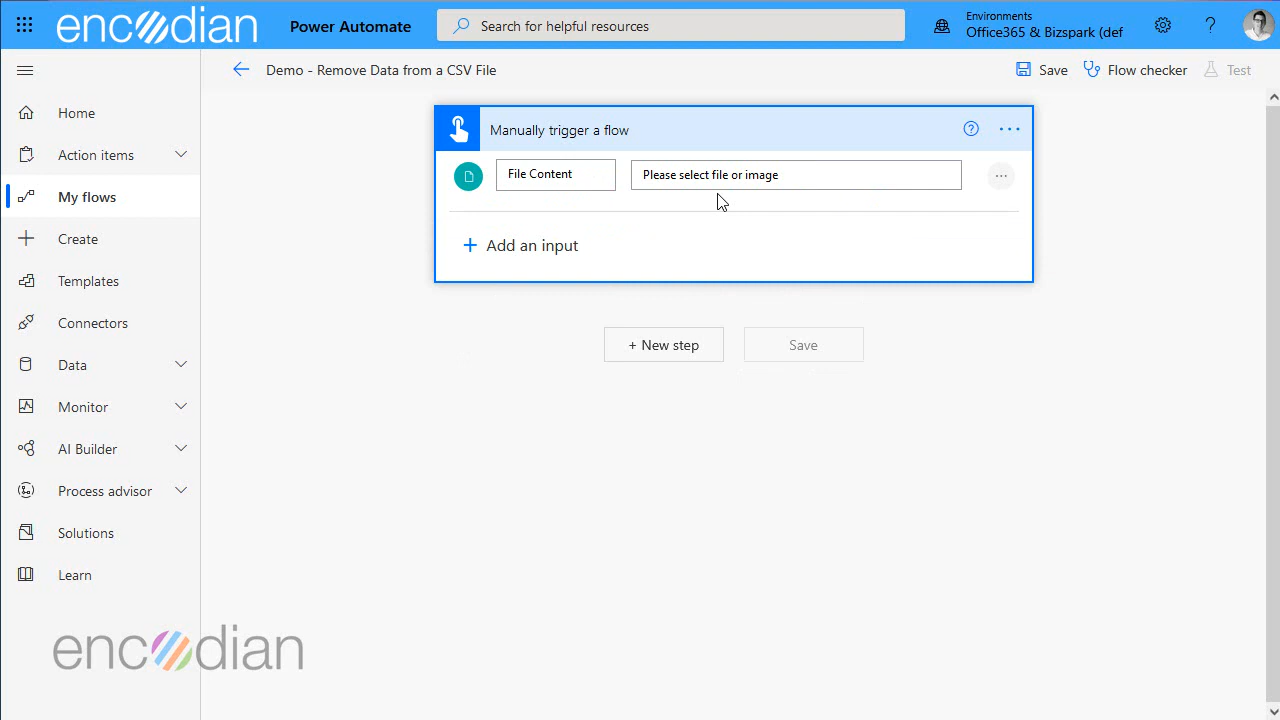 encodian
Power Automate
Search for helpful resources
Environments
Office365 & Bizspark (def
?
Demo - Remove Data from a CSV File
Save
Flow checker
Test
Home
Action items
My flows
Create
Templates
Connectors
Data
Monitor
AI Builder
Process advisor
Solutions
Learn
Manually trigger a flow
?
...
File Content
Please select file or image
...
+ Add an input
+ New step
Save
encodian